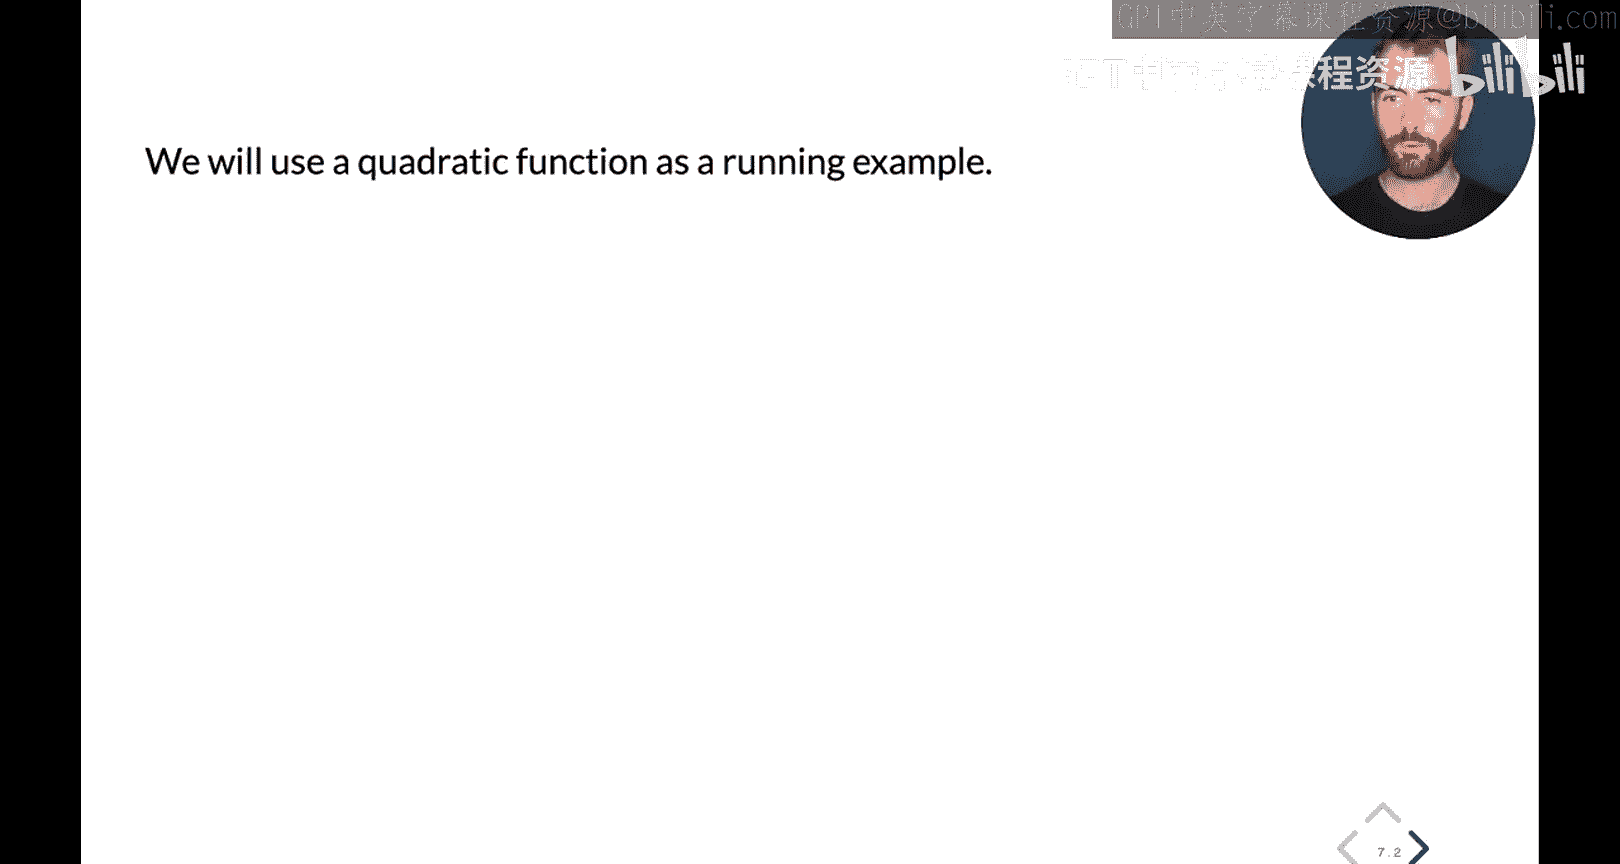 GPT中英字幕课程资源@bilibili.com
课程资源 bilibili
We will use a quadratic function as a running example.
7.2